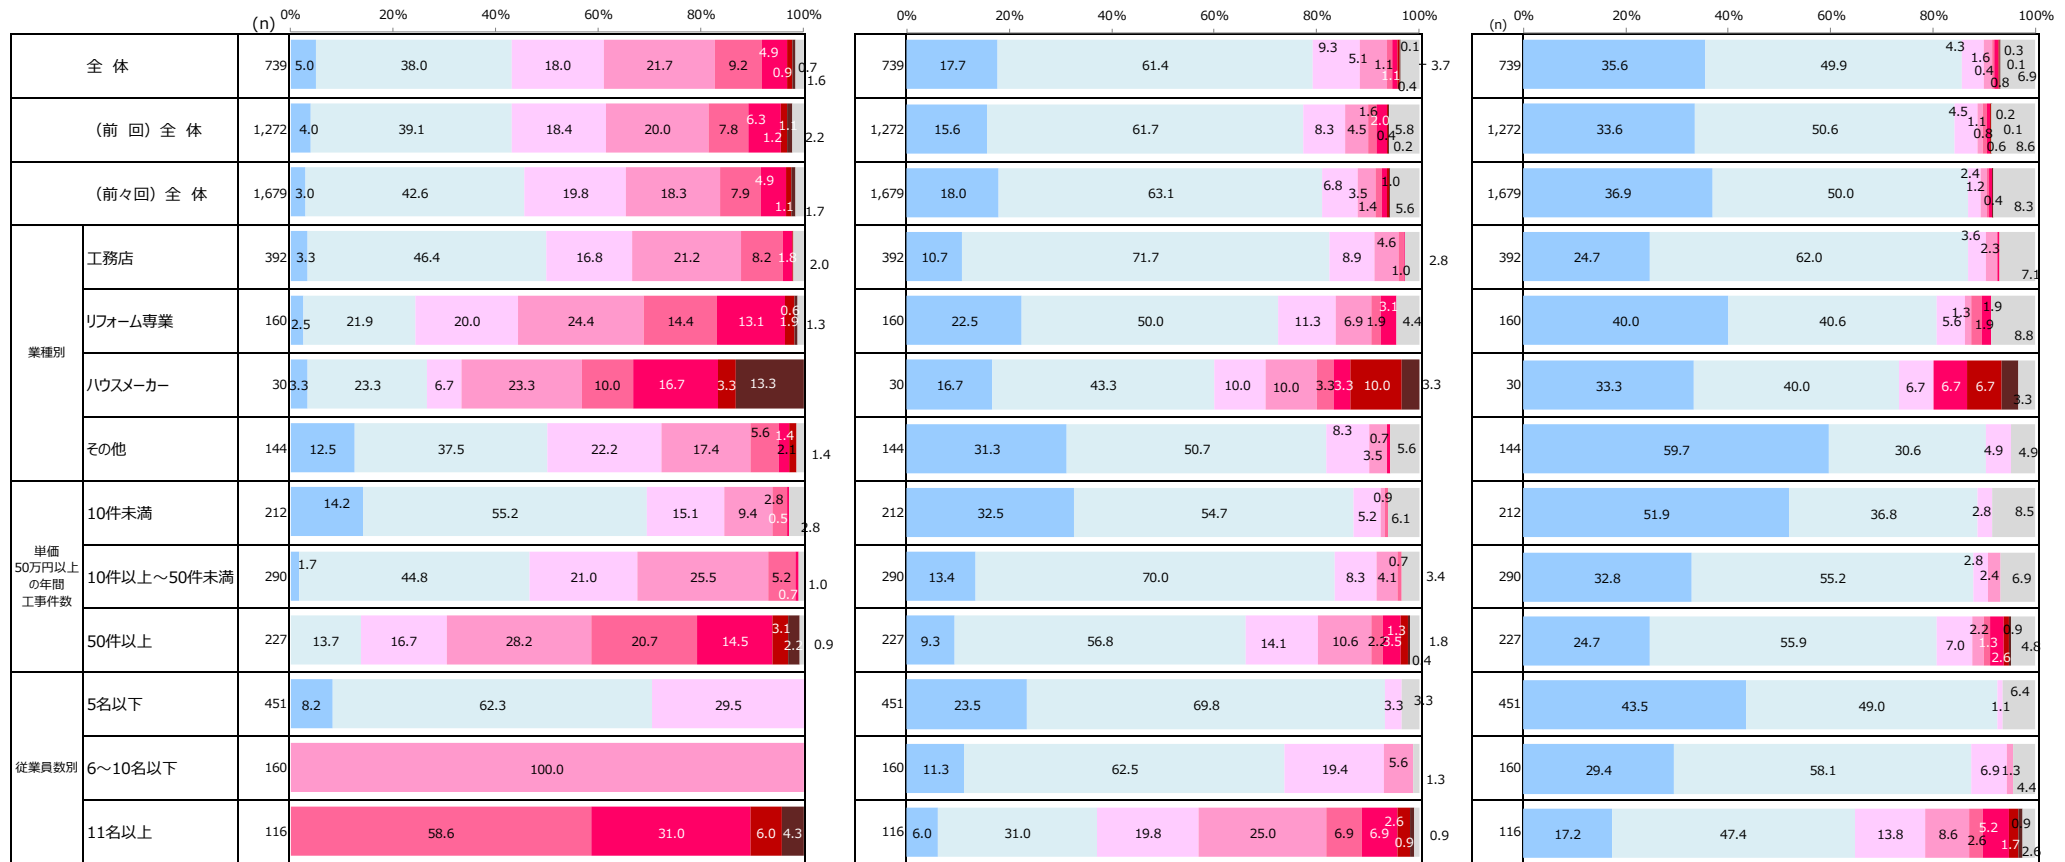 (n) 0% 20% 40% 60% 80% 100% 0% 20% 40% 60% 80% 100% (n) 0% 20% 40% 60% 80% 100%
全 体 739 5.0 38.0 18.0 21.7 9.2 4.9 0.9 0.7 1.6 739 17.7 61.4 9.3 5.1 1.1 1.1 0.1 0.4 3.7 739 35.6 49.9 4.3 1.6 0.4 0.8 0.3 0.1 6.9
(前 回) 全 体 1,272 4.0 39.1 18.4 20.0 7.8 6.3 1.2 1.1 2.2 1,272 15.6 61.7 8.3 4.5 1.6 2.0 0.4 0.2 5.8 1,272 33.6 50.6 4.5 1.1 0.8 0.6 0.2 0.1 8.6
(前々回) 全 体 1,679 3.0 42.6 19.8 18.3 7.9 4.9 1.1 1.7 1,679 18.0 63.1 6.8 3.5 1.4 1.0 5.6 1,679 36.9 50.0 2.4 1.2 0.4 8.3
業種別
工務店 392 3.3 46.4 16.8 21.2 8.2 1.8 2.0 392 10.7 71.7 8.9 4.6 1.0 2.8 392 24.7 62.0 3.6 2.3 7.1
リフォーム専業 160 2.5 21.9 20.0 24.4 14.4 13.1 1.9 0.6 1.3 160 22.5 50.0 11.3 6.9 1.9 3.1 4.4 160 40.0 40.6 5.6 1.3 1.9 1.9 8.8
ハウスメーカー 30 3.3 23.3 6.7 23.3 10.0 16.7 3.3 13.3 30 16.7 43.3 10.0 10.0 3.3 3.3 10.0 3.3 30 33.3 40.0 6.7 6.7 6.7 3.3
その他 144 12.5 37.5 22.2 17.4 5.6 2.1 1.4 1.4 144 31.3 50.7 8.3 3.5 0.7 5.6 144 59.7 30.6 4.9 4.9
単価
50万円以上
の年間
工事件数
10件未満 212 14.2 55.2 15.1 9.4 2.8 0.5 2.8 212 32.5 54.7 5.2 0.9 6.1 212 51.9 36.8 2.8 8.5
10件以上～50件未満 290 1.7 44.8 21.0 25.5 5.2 0.7 1.0 290 13.4 70.0 8.3 4.1 0.7 3.4 290 32.8 55.2 2.8 2.4 6.9
50件以上 227 13.7 16.7 28.2 20.7 14.5 3.1 2.2 0.9 227 9.3 56.8 14.1 10.6 2.2 3.5 1.3 0.4 1.8 227 24.7 55.9 7.0 2.2 1.3 2.6 0.9 4.8
従業員数別
5名以下 451 8.2 62.3 29.5 451 23.5 69.8 3.3 3.3 451 43.5 49.0 1.1 6.4
6～10名以下 160 100.0 160 11.3 62.5 19.4 5.6 1.3 160 29.4 58.1 6.9 1.3 4.4
11名以上 116 58.6 31.0 6.0 4.3 116 6.0 31.0 19.8 25.0 6.9 6.9 2.6 0.9 0.9 116 17.2 47.4 13.8 8.6 2.6 5.2 1.7 0.9 2.6